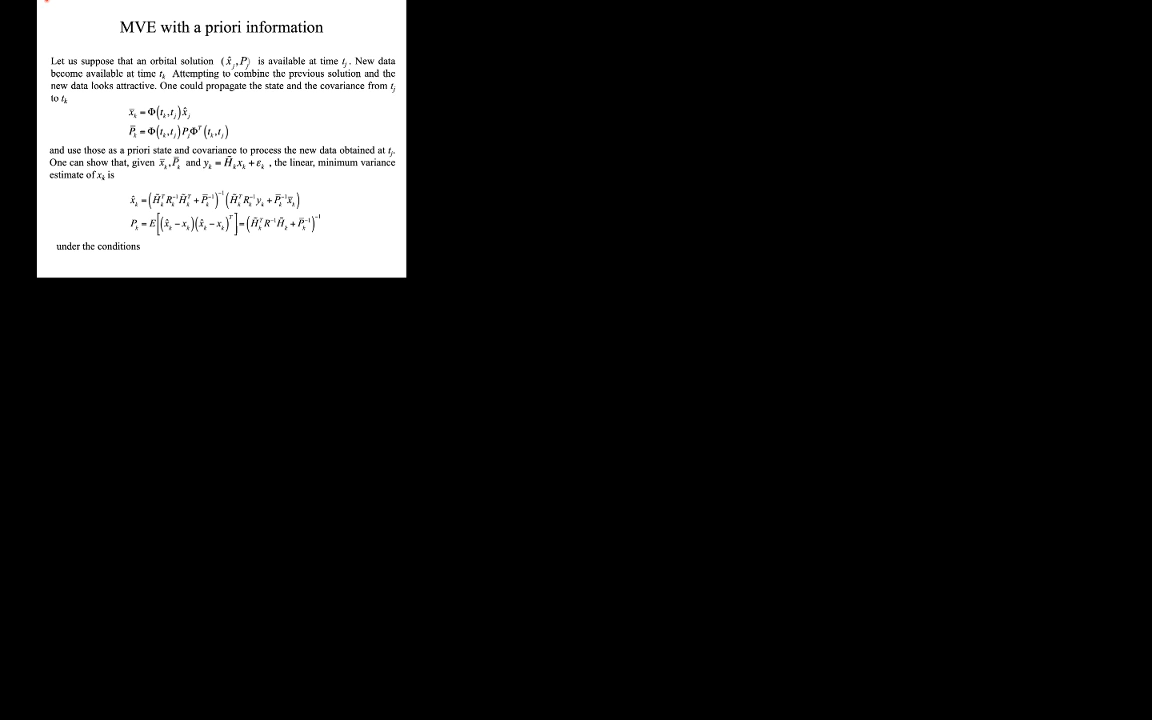 MVE with a priori information
Let us suppose that an orbital solution (x̂ⱼ,Pⱼ) is available at time tⱼ. New data
become available at time tₖ Attempting to combine the previous solution and the
new data looks attractive. One could propagate the state and the covariance from tⱼ
to tₖ
x̄ₖ = Φ(tₖ,tⱼ)x̂ⱼ
P̄ₖ = Φ(tₖ,tⱼ)PⱼΦᵀ(tₖ,tⱼ)
and use those as a priori state and covariance to process the new data obtained at tⱼ.
One can show that, given x̄ₖ,P̄ₖ and yₖ = H̃ₖxₖ + εₖ , the linear, minimum variance
estimate of xₖ is
x̂ₖ = (H̃ₖᵀRₖ⁻¹H̃ₖᵀ + P̄ₖ⁻¹)⁻¹(H̃ₖᵀRₖ⁻¹yₖ + P̄ₖ⁻¹x̄ₖ)
Pₖ = E[(x̂ₖ − xₖ)(x̂ₖ − xₖ)ᵀ] = (H̃ₖᵀR⁻¹H̃ₖ + P̄ₖ⁻¹)⁻¹
under the conditions